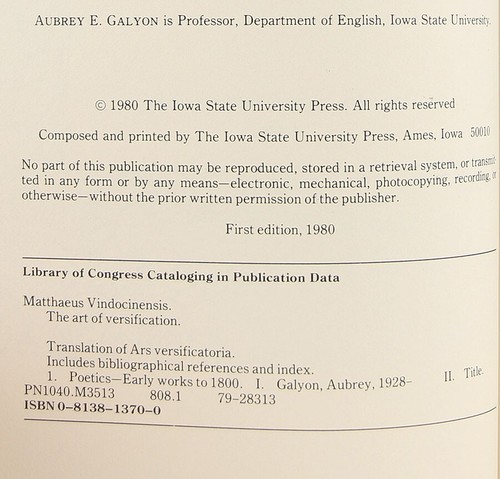 AUBREY E. GALYON is Professor, Department of English, Iowa State University.
© 1980 The Iowa State University Press. All rights reserved
Composed and printed by The Iowa State University Press, Ames, Iowa 50010
No part of this publication may be reproduced, stored in a retrieval system, or transmit-
ted in any form or by any means—electronic, mechanical, photocopying, recording, or
otherwise—without the prior written permission of the publisher.
First edition, 1980
Library of Congress Cataloging in Publication Data
Matthaeus Vindocinensis.
The art of versification.
Translation of Ars versificatoria.
Includes bibliographical references and index.
1. Poetics—Early works to 1800. I. Galyon, Aubrey, 1928– II. Title.
PN1040.M3513 808.1 79-28313
ISBN 0–8138–1370–0